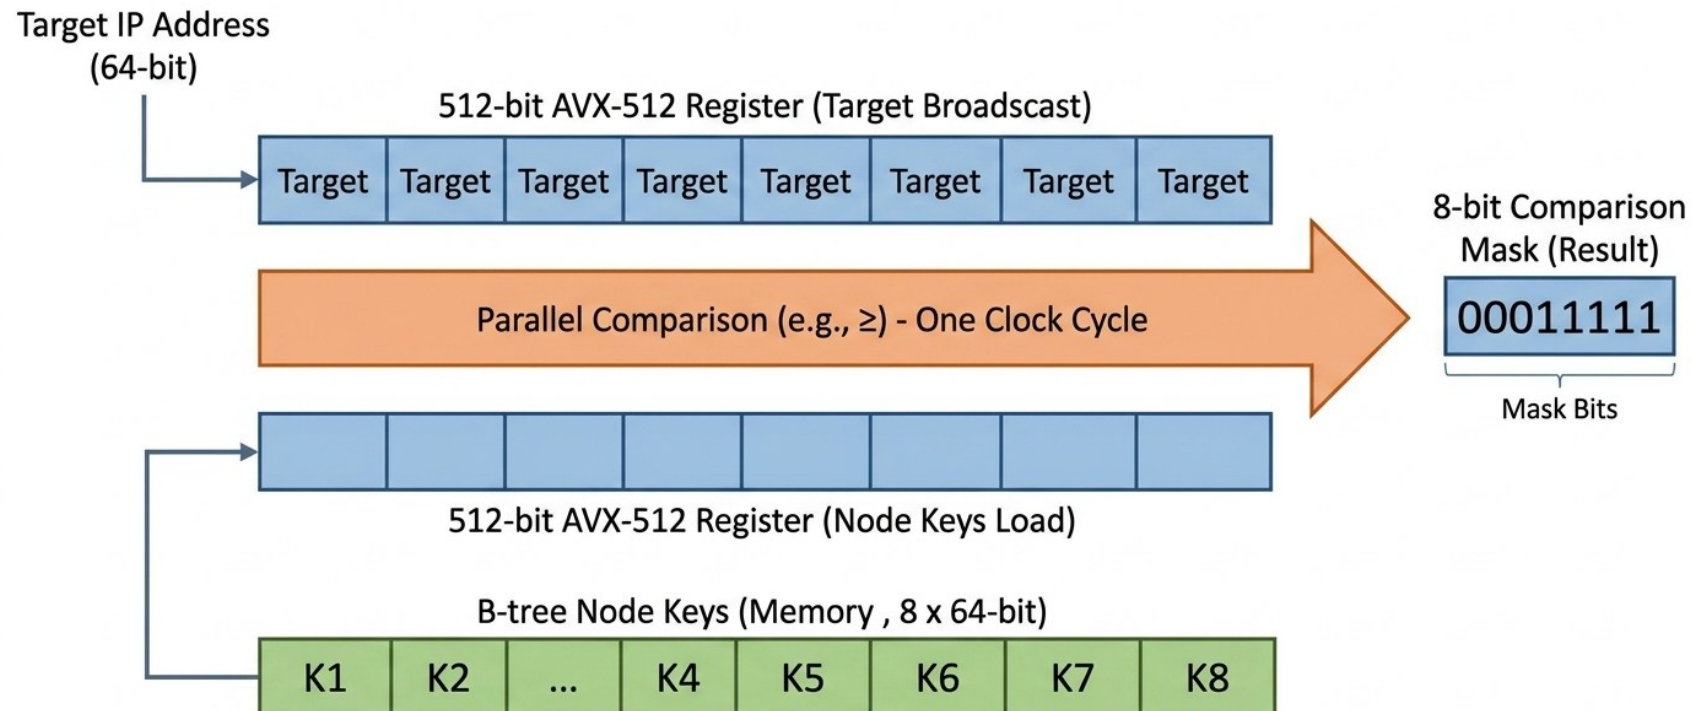 Target IP Address
(64-bit)
512-bit AVX-512 Register (Target Broadscast)
Target Target Target Target Target Target Target Target
8-bit Comparison
Mask (Result)
Parallel Comparison (e.g., ≥) - One Clock Cycle
00011111
Mask Bits
512-bit AVX-512 Register (Node Keys Load)
B-tree Node Keys (Memory , 8 x 64-bit)
K1 K2 ... K4 K5 K6 K7 K8